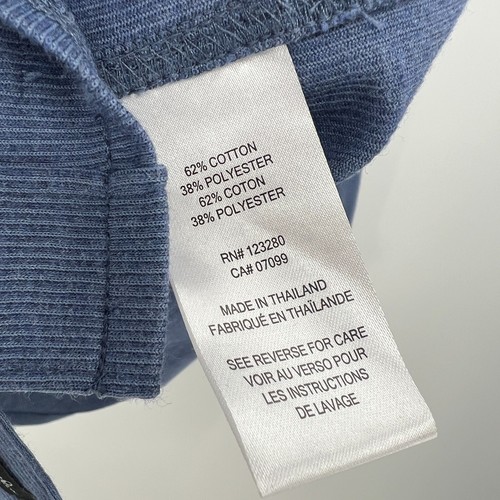 62% COTTON
38% POLYESTER
62% COTON
38% POLYESTER
RN# 123280
CA# 07099
MADE IN THAILAND
FABRIQUÉ EN THAÏLANDE
SEE REVERSE FOR CARE
VOIR AU VERSO POUR
LES INSTRUCTIONS
DE LAVAGE